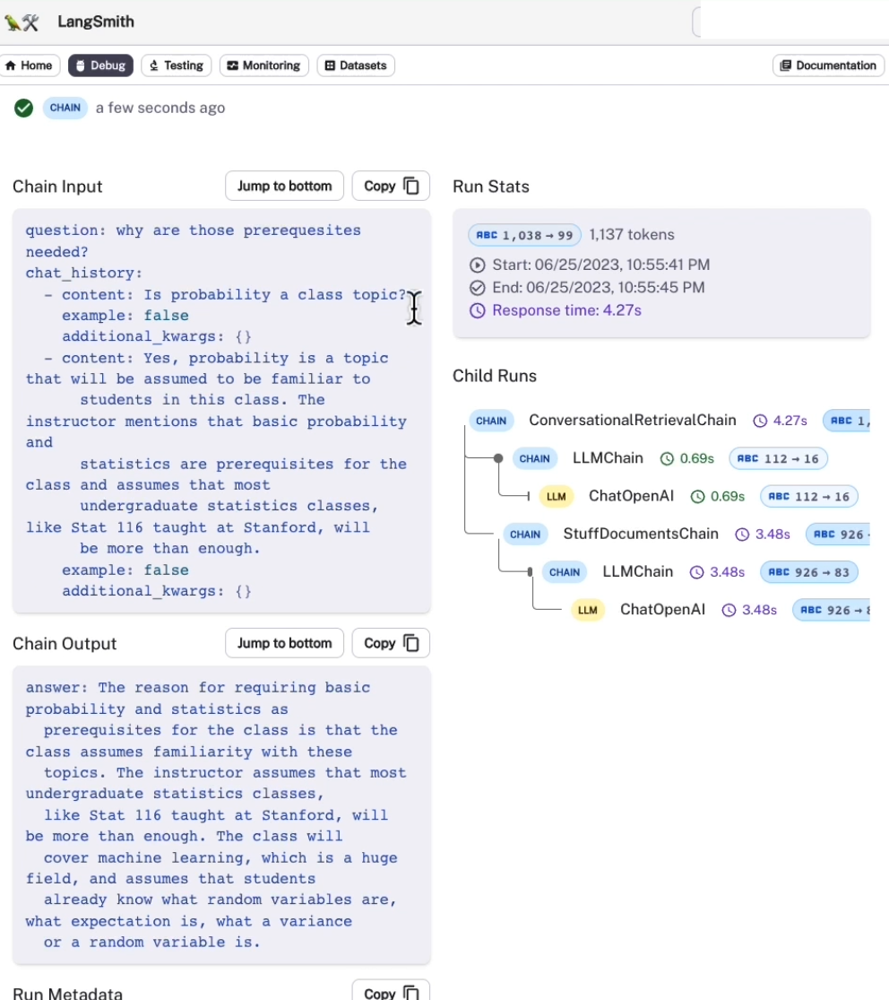 LangSmith
Home Debug Testing Monitoring Datasets Documentation
CHAIN a few seconds ago
Chain Input Jump to bottom Copy
question: why are those prerequesites
needed?
chat_history:
- content: Is probability a class topic?
example: false
additional_kwargs: {}
- content: Yes, probability is a topic
that will be assumed to be familiar to
students in this class. The
instructor mentions that basic probability
and
statistics are prerequisites for the
class and assumes that most
undergraduate statistics classes,
like Stat 116 taught at Stanford, will
be more than enough.
example: false
additional_kwargs: {}
Chain Output Jump to bottom Copy
answer: The reason for requiring basic
probability and statistics as
prerequisites for the class is that the
class assumes familiarity with these
topics. The instructor assumes that most
undergraduate statistics classes,
like Stat 116 taught at Stanford, will
be more than enough. The class will
cover machine learning, which is a huge
field, and assumes that students
already know what random variables are,
what expectation is, what a variance
or a random variable is.
Run Metadata Copy
Run Stats
ABC 1,038 → 99 1,137 tokens
Start: 06/25/2023, 10:55:41 PM
End: 06/25/2023, 10:55:45 PM
Response time: 4.27s
Child Runs
CHAIN ConversationalRetrievalChain 4.27s ABC 1,
CHAIN LLMChain 0.69s ABC 112 → 16
LLM ChatOpenAI 0.69s ABC 112 → 16
CHAIN StuffDocumentsChain 3.48s ABC 926
CHAIN LLMChain 3.48s ABC 926 → 83
LLM ChatOpenAI 3.48s ABC 926 →